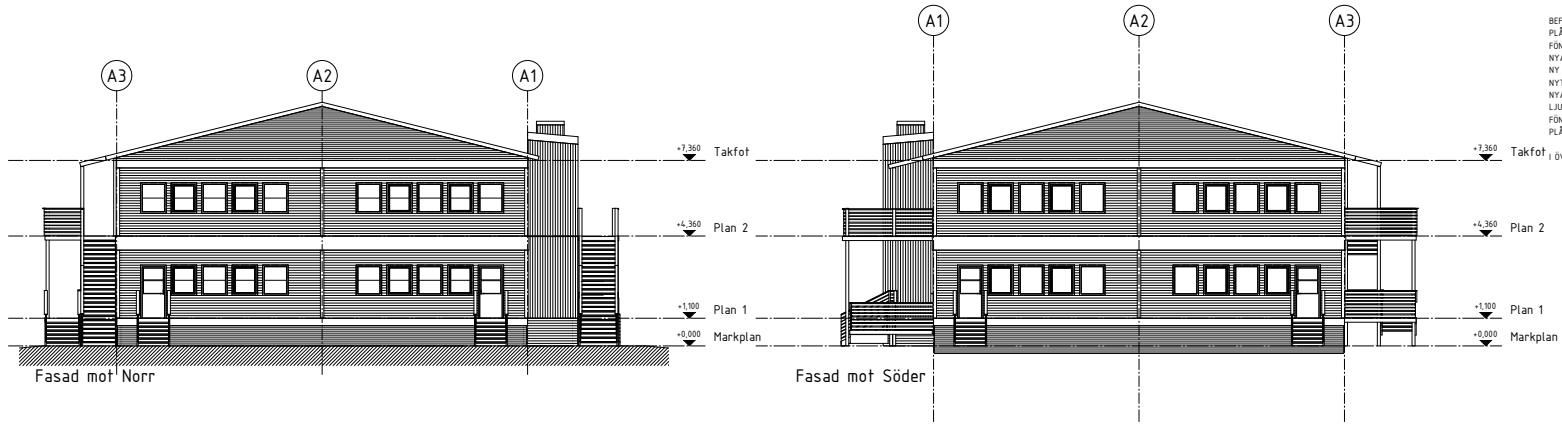 A3
A2
A1
+7,360
Takfot
+4,360
Plan 2
+1,100
Plan 1
+0,000
Markplan
Fasad mot Norr
A1
A2
A3
+7,360
Takfot
+4,360
Plan 2
+1,100
Plan 1
+0,000
Markplan
Fasad mot Söder
NY